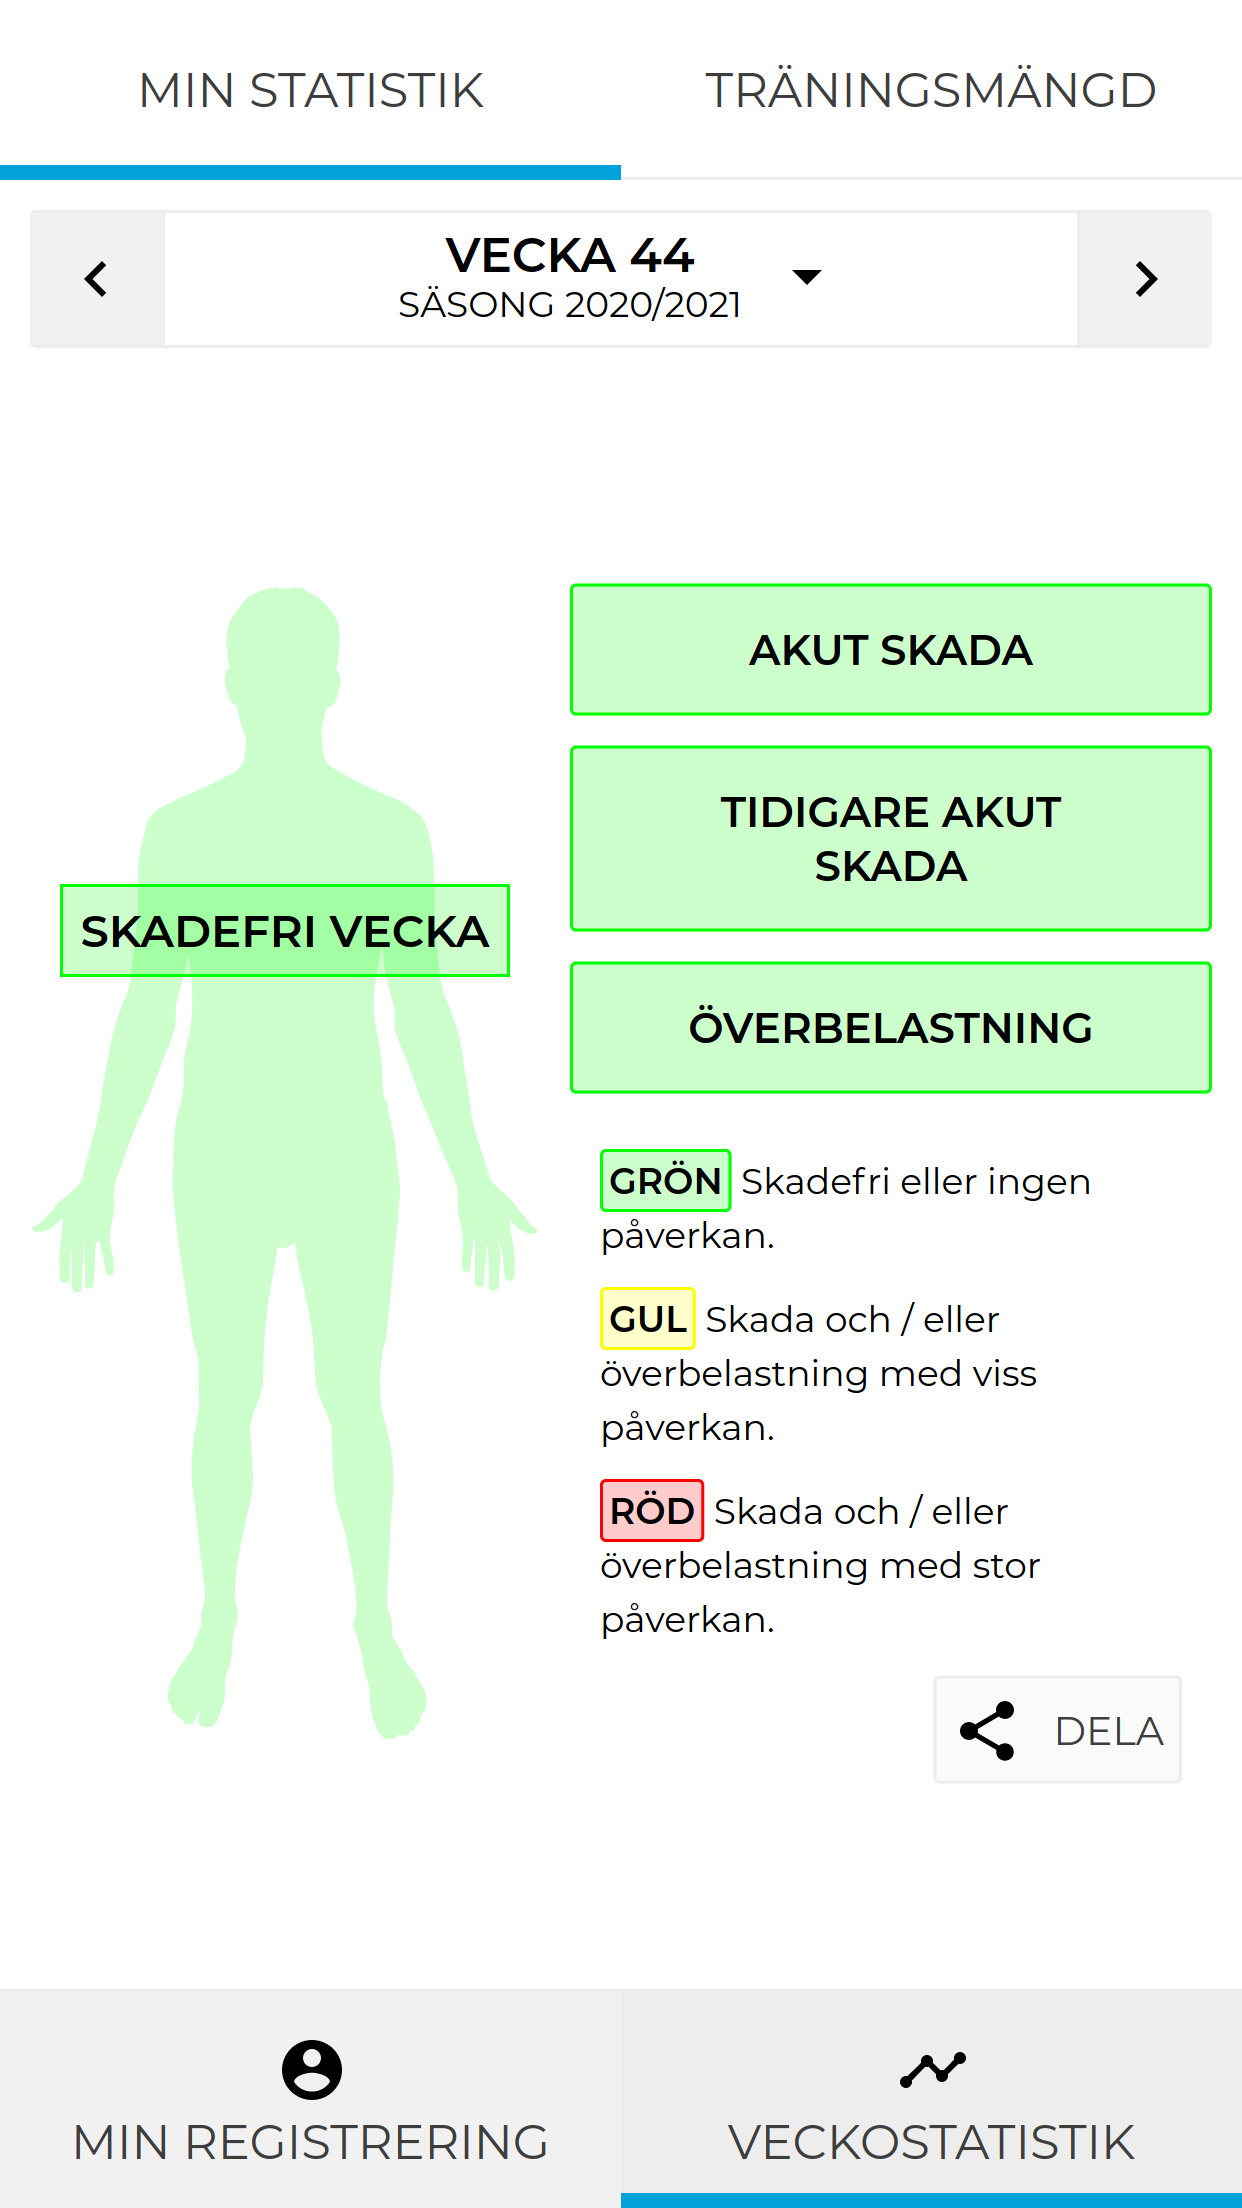 MIN STATISTIK
TRÄNINGSMÄNGD
VECKA 44
SÄSONG 2020/2021
SKADEFRI VECKA
AKUT SKADA
TIDIGARE AKUT
SKADA
ÖVERBELASTNING
GRÖN Skadefri eller ingen
påverkan.
GUL Skada och / eller
överbelastning med viss
påverkan.
RÖD Skada och / eller
överbelastning med stor
påverkan.
DELA
MIN REGISTRERING
VECKOSTATISTIK